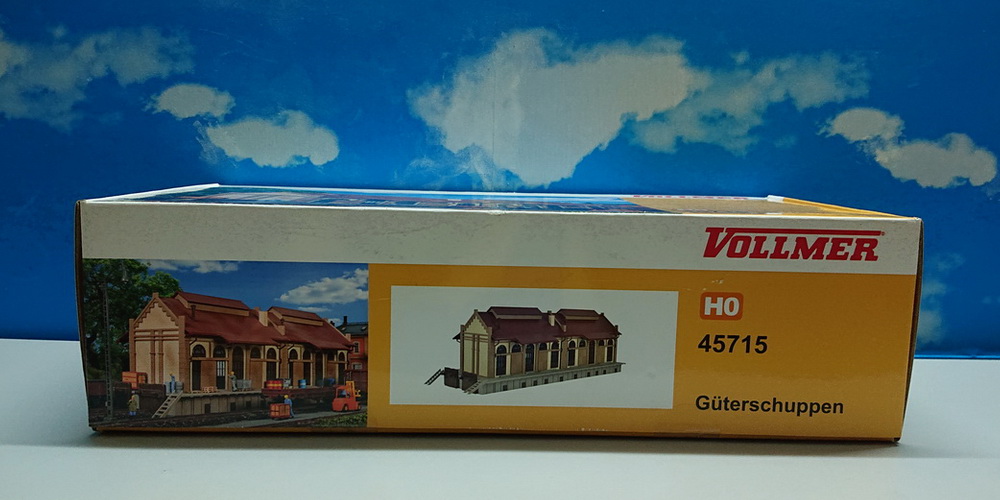 VOLLMER
H0
45715
Güterschuppen